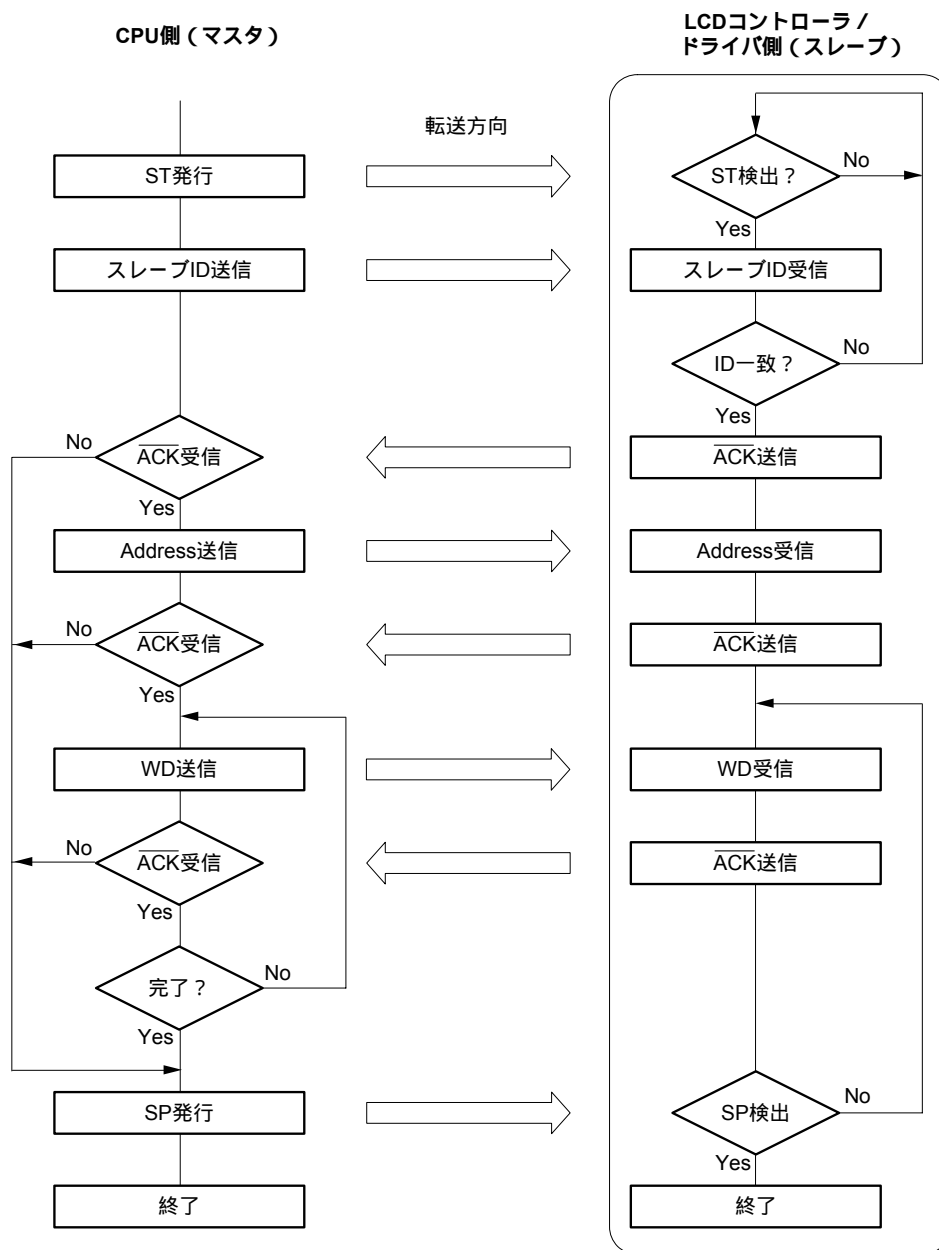 CPU側（マスタ）
LCDコントローラ /
ドライバ側（スレーブ）
転送方向
ST発行
ST検出？
No
Yes
スレーブID送信
スレーブID受信
ID一致？
No
Yes
No
ACK受信
Yes
ACK送信
Address送信
Address受信
No
ACK受信
Yes
ACK送信
WD送信
WD受信
No
ACK受信
Yes
ACK送信
完了？
No
Yes
SP発行
SP検出
No
Yes
終了
終了